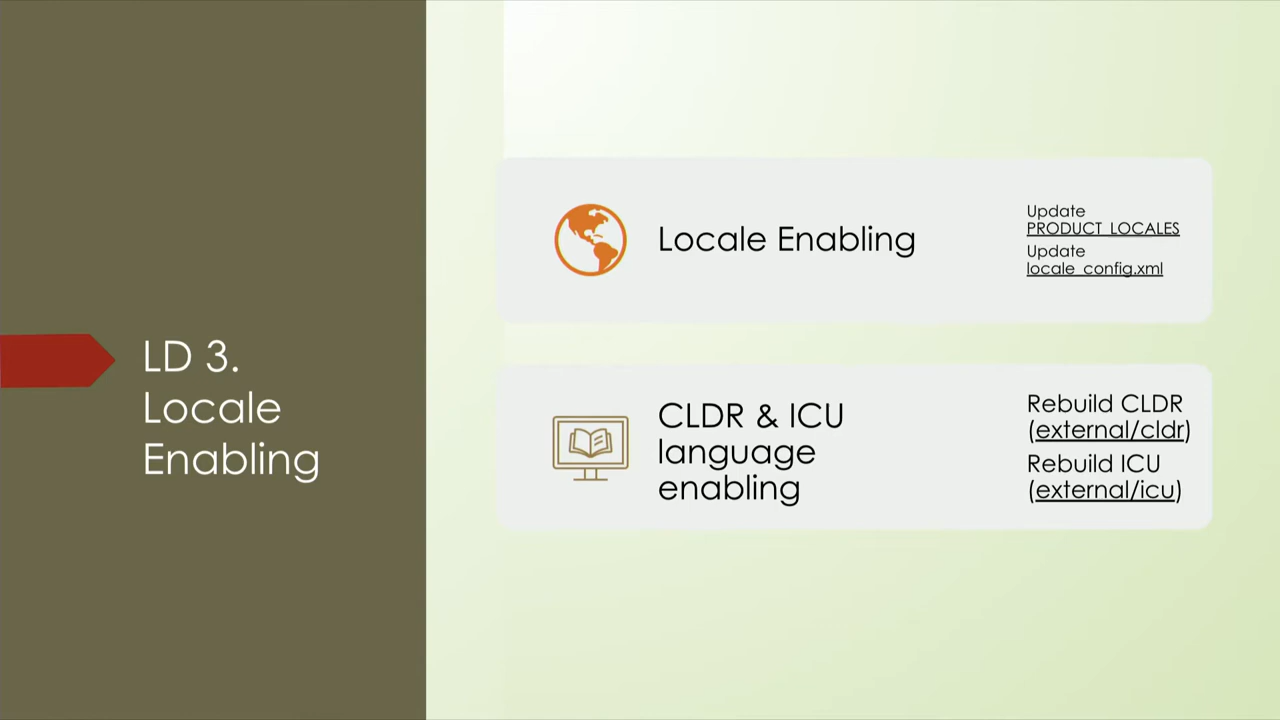 LD 3.
Locale
Enabling
Locale Enabling
Update
PRODUCT_LOCALES
Update
locale_config.xml
CLDR & ICU
language
enabling
Rebuild CLDR
(external/cldr)
Rebuild ICU
(external/icu)